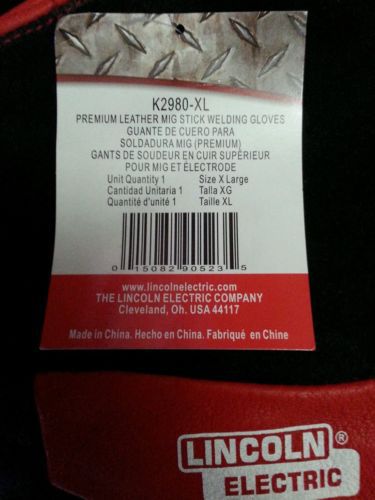 K2980-XL
PREMIUM LEATHER MIG STICK WELDING GLOVES
GUANTE DE CUERO PARA
SOLDADURA MIG (PREMIUM)
GANTS DE SOUDEUR EN CUIR SUPÉRIEUR
POUR MIG ET ÉLECTRODE
Unit Quantity 1 Size X Large
Cantidad Unitaria 1 Talla XG
Quantité d'unité 1 Taille XL
0 15082 90523 5
www.lincolnelectric.com
THE LINCOLN ELECTRIC COMPANY
Cleveland, Oh. USA 44117
Made in China. Hecho en China. Fabriqué en Chine
LINCOLN®
ELECTRIC